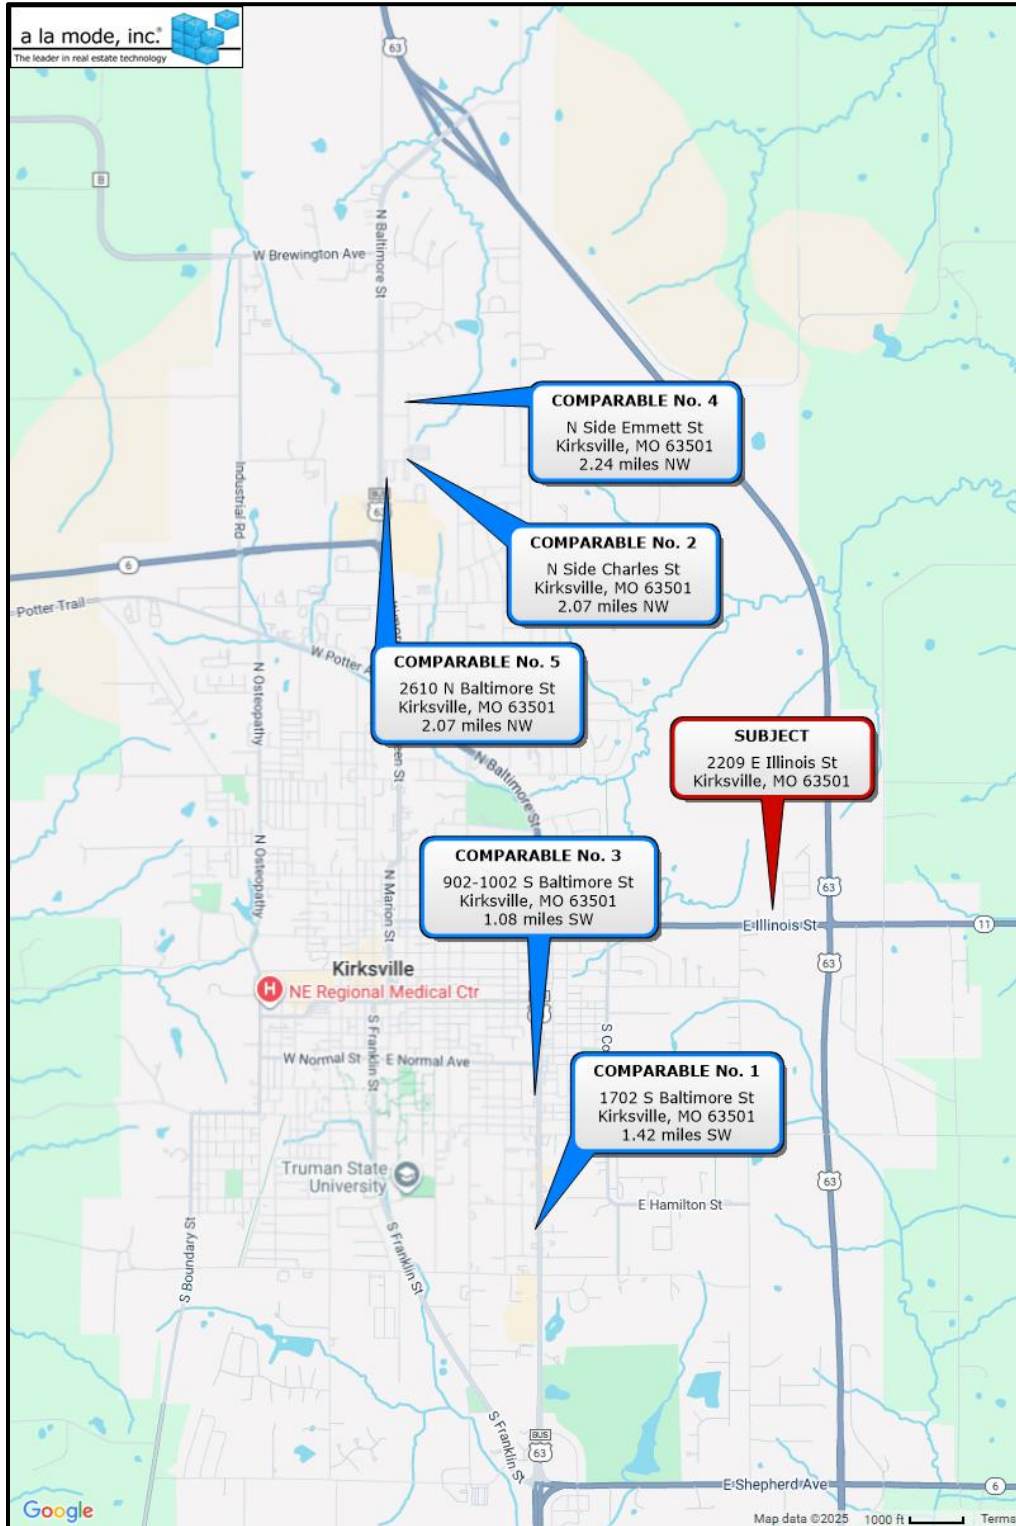 a la mode, inc.®
The leader in real estate technology
63
B
N Baltimore St
W Brewington Ave
COMPARABLE No. 4
N Side Emmett St
Kirksville, MO 63501
2.24 miles NW
Industrial Rd
63
COMPARABLE No. 2
N Side Charles St
Kirksville, MO 63501
2.07 miles NW
6
Potter Trail
W Potter
COMPARABLE No. 5
2610 N Baltimore St
Kirksville, MO 63501
2.07 miles NW
N Osteopathy
SUBJECT
2209 E Illinois St
Kirksville, MO 63501
N Baltimore St
COMPARABLE No. 3
902-1002 S Baltimore St
Kirksville, MO 63501
1.08 miles SW
N Osteopathy
N Marion St
63
E Illinois St
11
63
Kirksville
H
NE Regional Medical Ctr
S Franklin St
W Normal St
E Normal Ave
COMPARABLE No. 1
1702 S Baltimore St
Kirksville, MO 63501
1.42 miles SW
Truman State
University
63
E Hamilton St
S Boundary St
S Franklin St
S Franklin St
BUS
63
E Shepherd Ave
6
Google
Map data ©2025
1000 ft
Terms